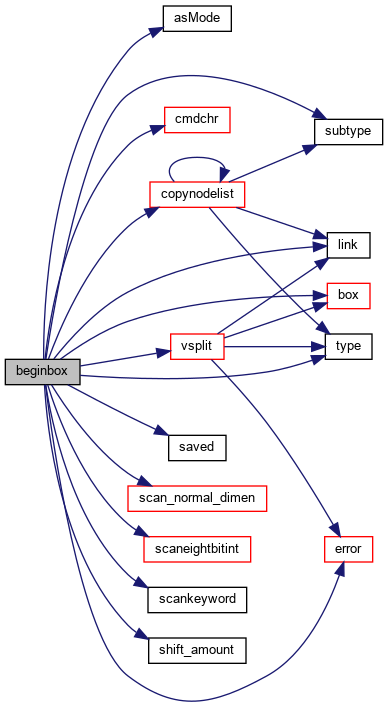 asMode
cmdchr
subtype
copynodelist
link
box
vsplit
type
beginbox
saved
scan_normal_dimen
scaneightbitint
error
scankeyword
shift_amount